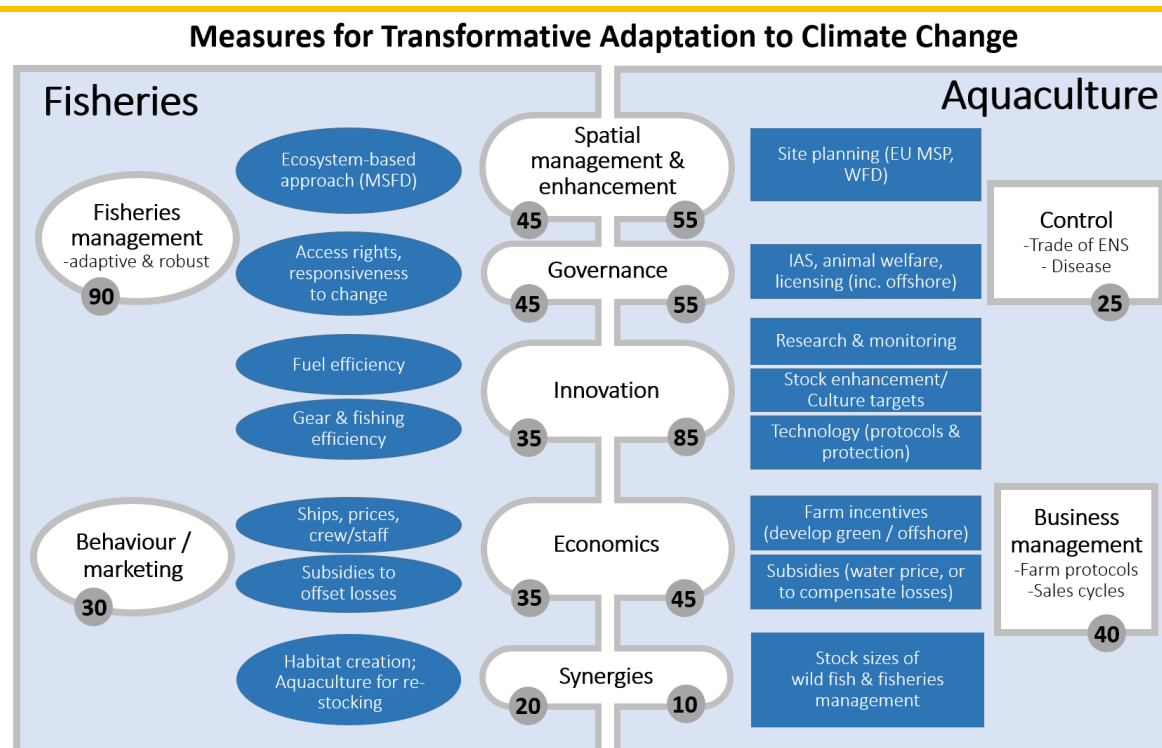 Measures for Transformative Adaptation to Climate Change
Fisheries
Aquaculture
Fisheries
management
-adaptive & robust
90
Behaviour /
marketing
30
Ecosystem-based
approach (MSFD)
Access rights,
responsiveness
to change
Fuel efficiency
Gear & fishing
efficiency
Ships, prices,
crew/staff
Subsidies to
offset losses
Habitat creation;
Aquaculture for re-
stocking
Spatial
management &
enhancement
45
55
Governance
45
55
Innovation
35
85
Economics
35
45
Synergies
20
10
Site planning (EU MSP,
WFD)
IAS, animal welfare,
licensing (inc. offshore)
Research & monitoring
Stock enhancement/
Culture targets
Technology (protocols &
protection)
Farm incentives
(develop green / offshore)
Subsidies (water price, or
to compensate losses)
Stock sizes of
wild fish & fisheries
management
Control
-Trade of ENS
- Disease
25
Business
management
-Farm protocols
-Sales cycles
40